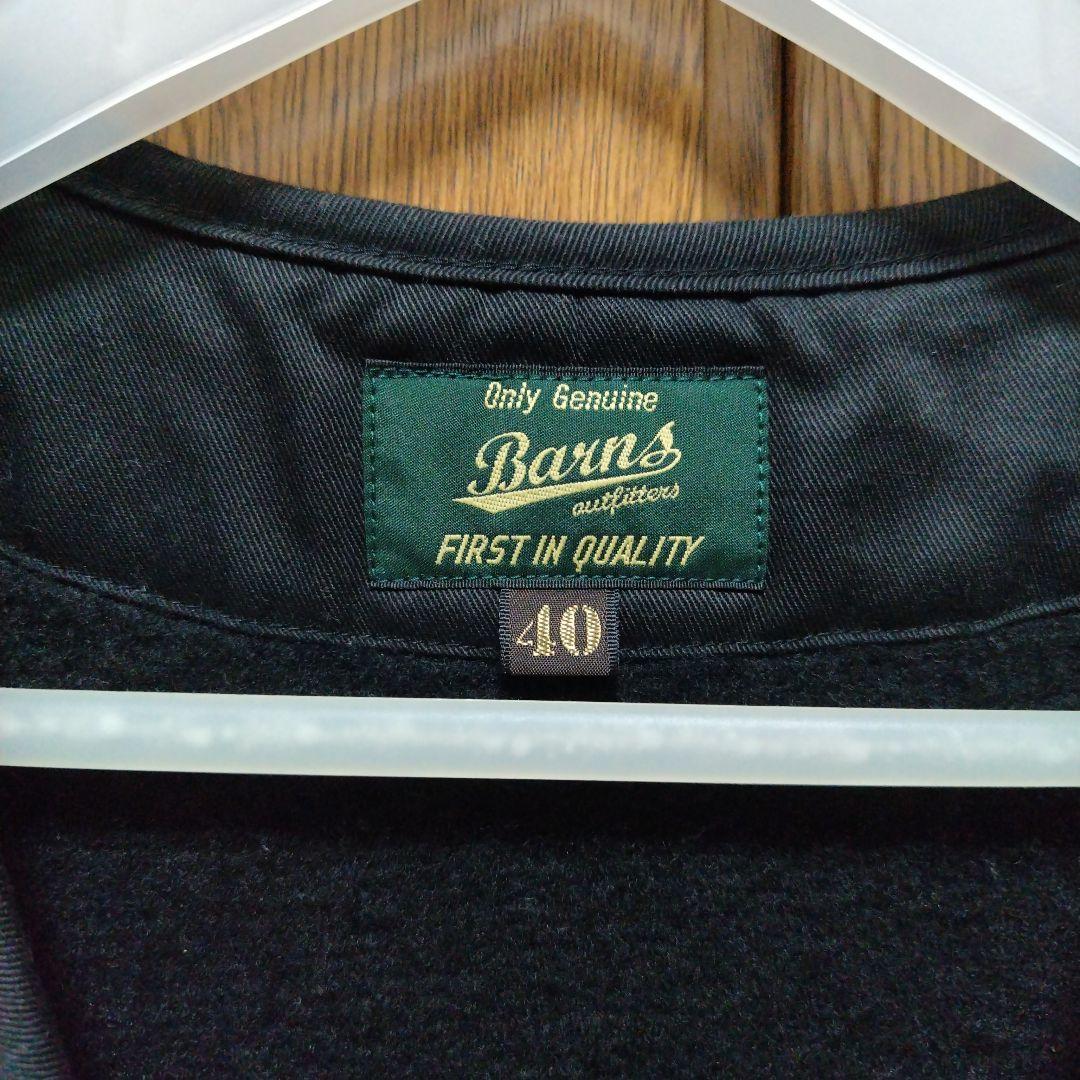 Only Genuine
Barns
outfitters
FIRST IN QUALITY
40